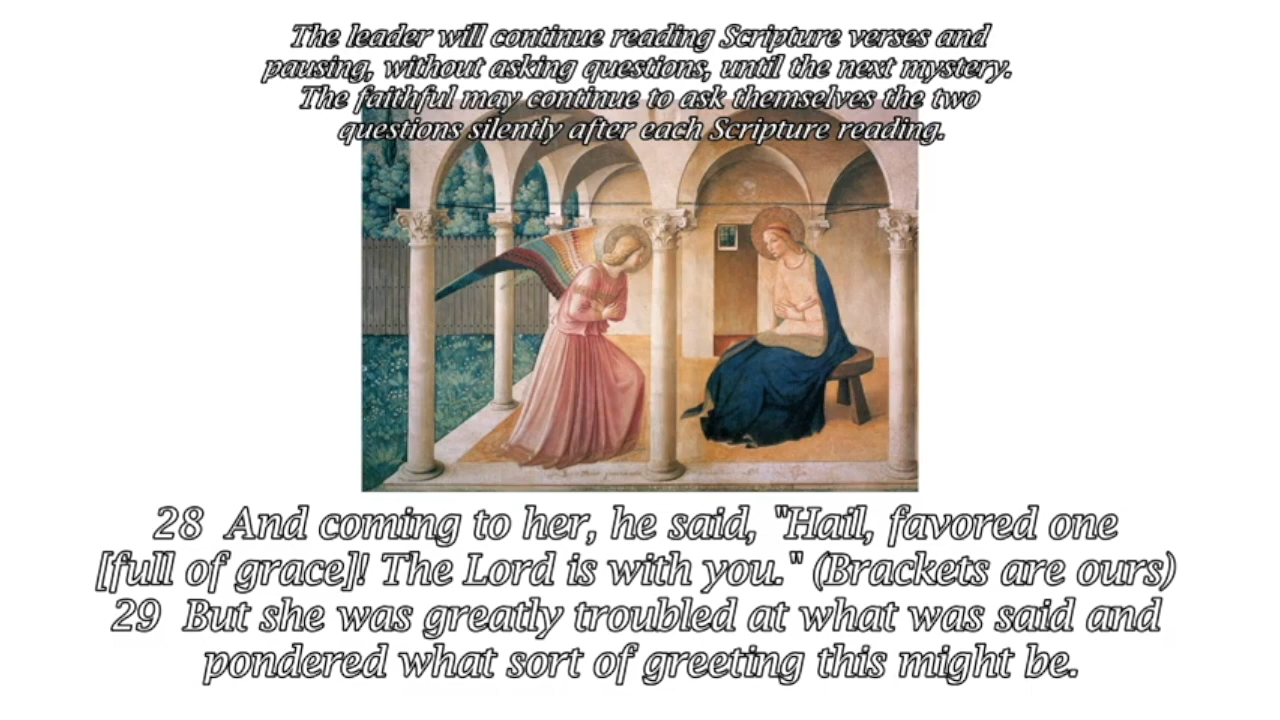 The leader will continue reading Scripture verses and
pausing, without asking questions, until the next mystery.
The faithful may continue to ask themselves the two
questions silently after each Scripture reading.
28 And coming to her, he said, "Hail, favored one
[full of grace]! The Lord is with you." (Brackets are ours)
29 But she was greatly troubled at what was said and
pondered what sort of greeting this might be.